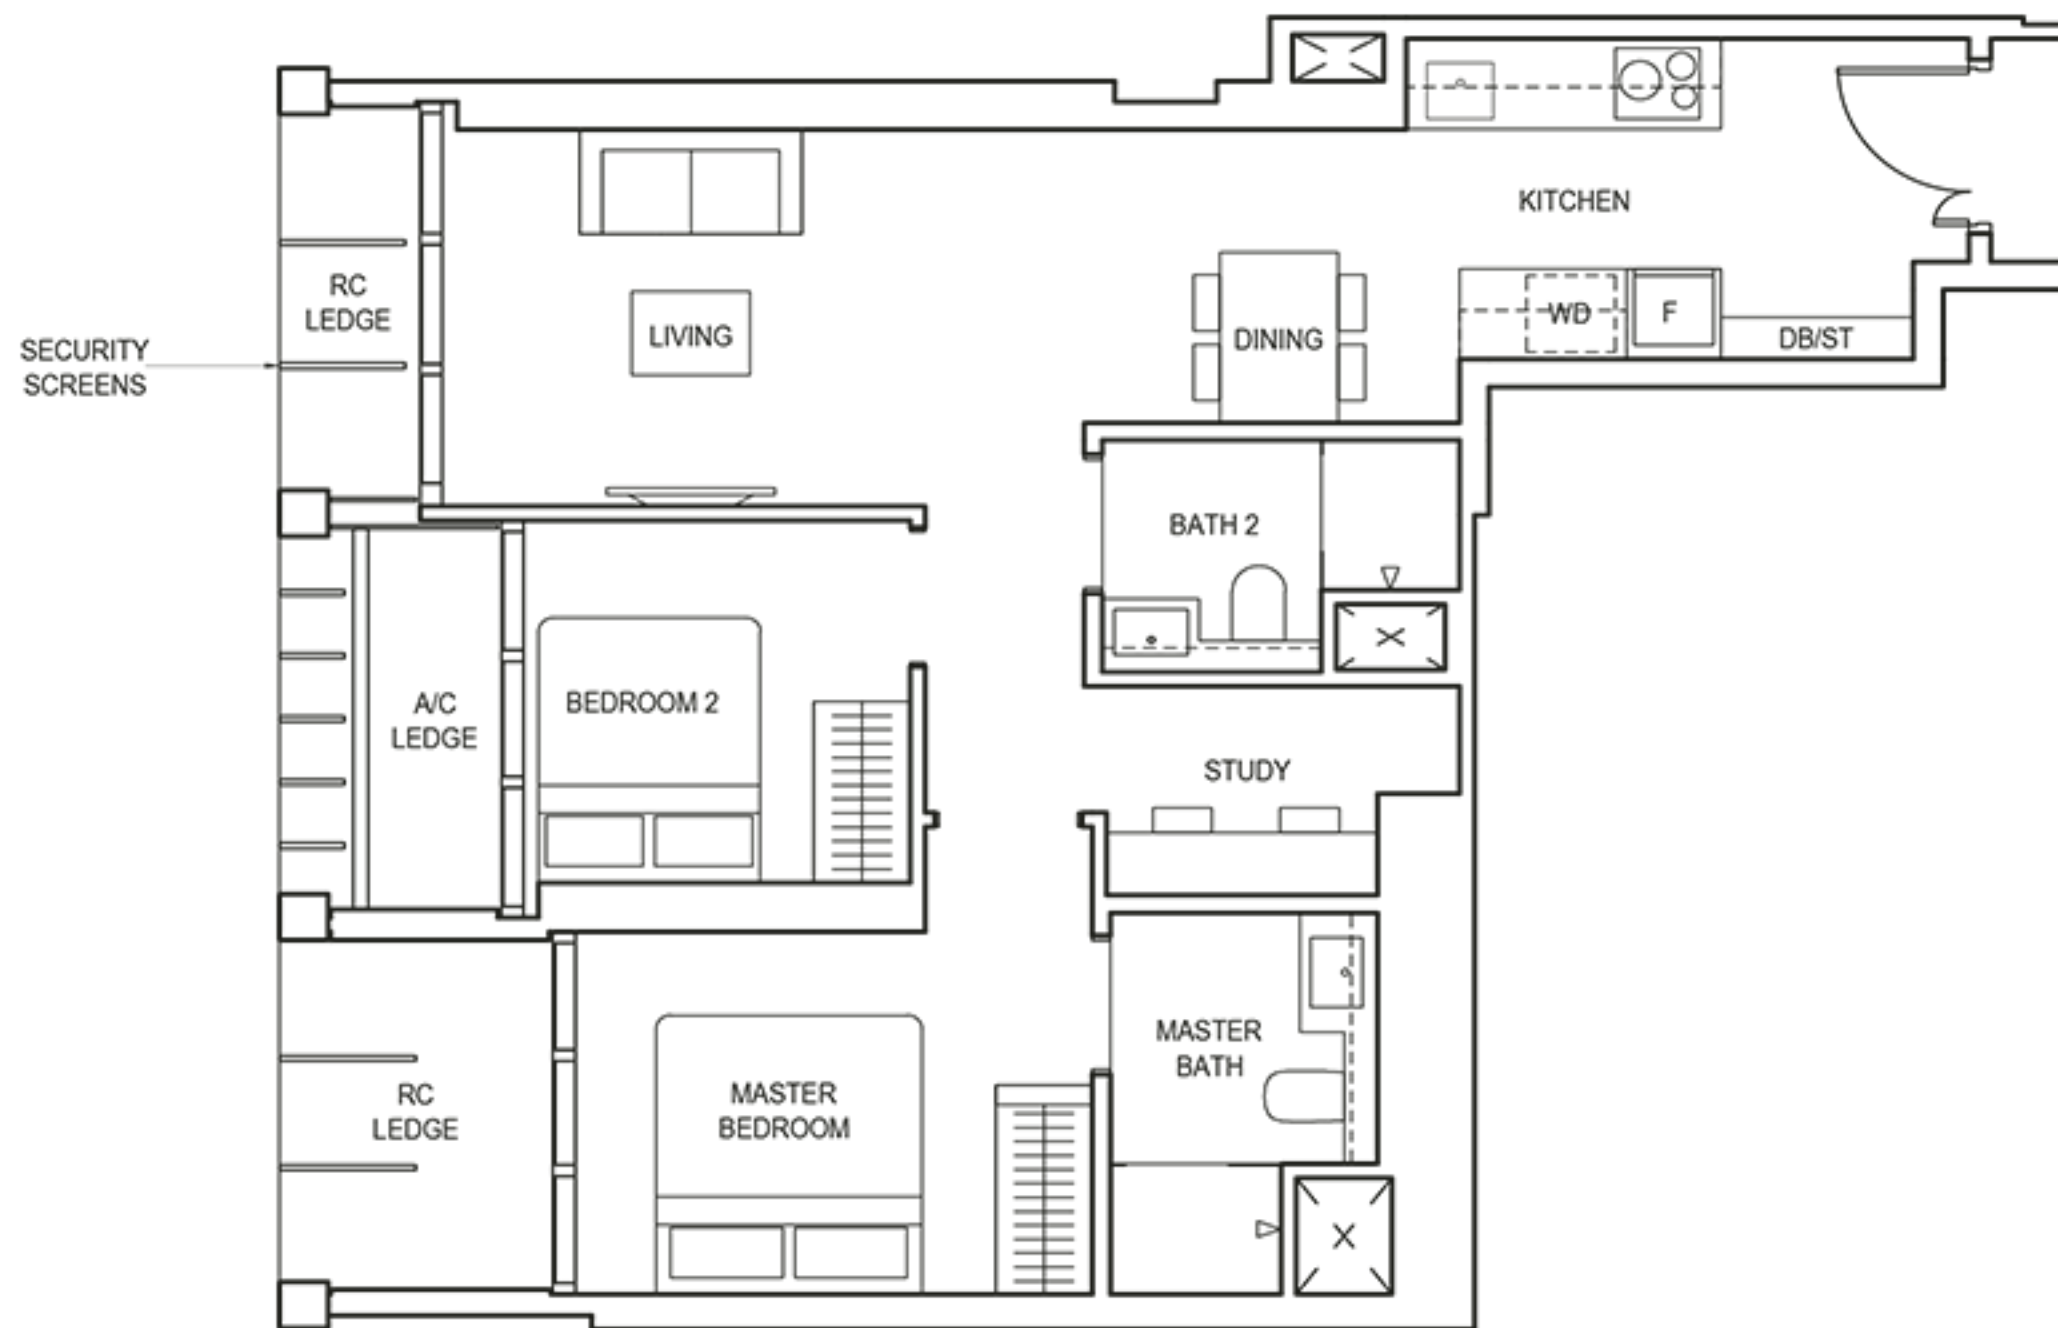 KITCHEN
RC
LEDGE
SECURITY
SCREENS
LIVING
DINING
WD
F
DB/ST
BATH 2
A/C
LEDGE
BEDROOM 2
STUDY
MASTER
BATH
RC
LEDGE
MASTER
BEDROOM